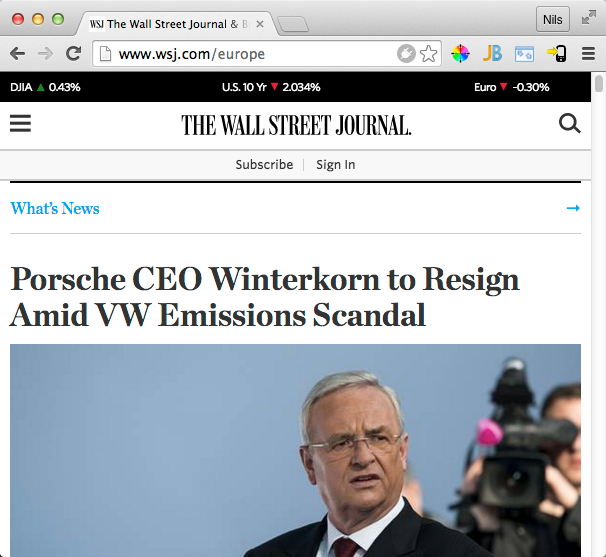 WSJ The Wall Street Journal & B
Nils
www.wsj.com/europe
JB
DJIA ▲ 0.43% U.S. 10 Yr ▼ 2.034% Euro ▼ -0.30%
THE WALL STREET JOURNAL.
Subscribe | Sign In
What's News →
Porsche CEO Winterkorn to Resign
Amid VW Emissions Scandal